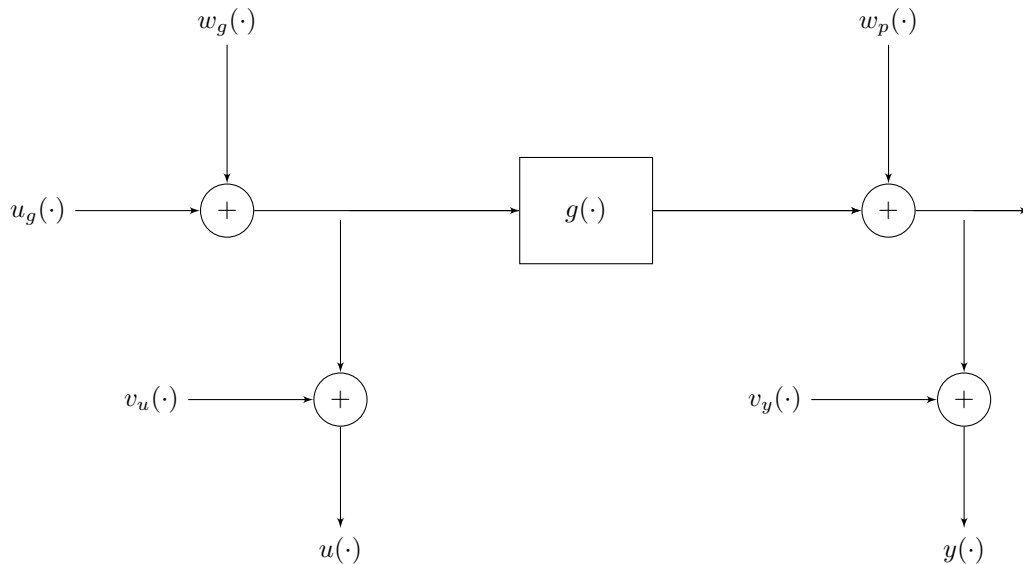 w_g(·)
w_p(·)
u_g(·)
+
g(·)
+
v_u(·)
+
v_y(·)
+
u(·)
y(·)